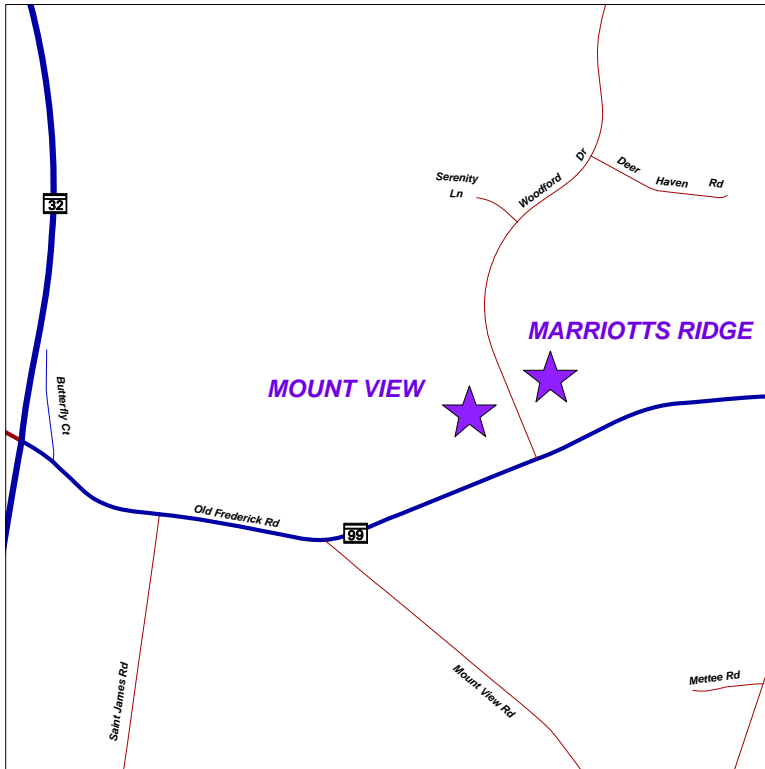 Dr
Deer
Haven
Rd
Serenity
Ln
Woodford
32
MARRIOTTS RIDGE
MOUNT VIEW
Butterfly Ct
Old Frederick Rd
99
Saint James Rd
Mount View Rd
Mettee Rd